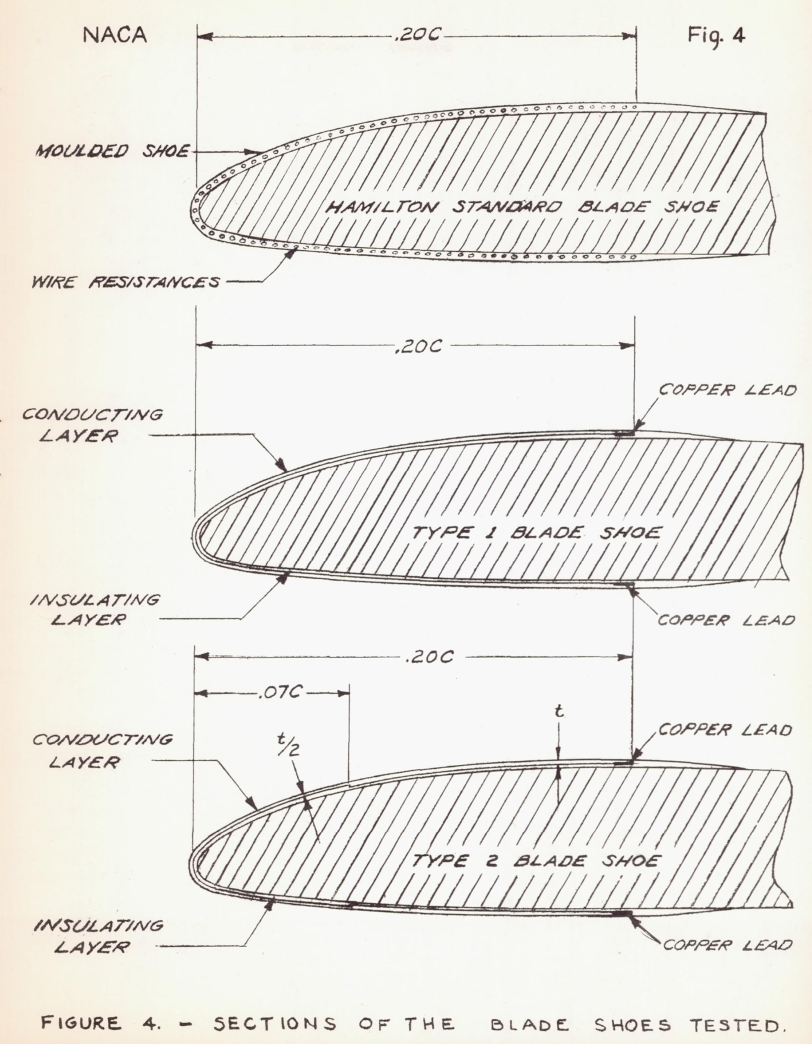 NACA
Fig. 4
.20C
MOULDED SHOE
HAMILTON STANDARD BLADE SHOE
WIRE RESISTANCES
.20C
COPPER LEAD
CONDUCTING
LAYER
TYPE 1 BLADE SHOE
INSULATING
LAYER
COPPER LEAD
.20C
.07C
t
COPPER LEAD
CONDUCTING
LAYER
t/2
TYPE 2 BLADE SHOE
INSULATING
LAYER
COPPER LEAD
FIGURE 4. - SECTIONS OF THE BLADE SHOES TESTED.